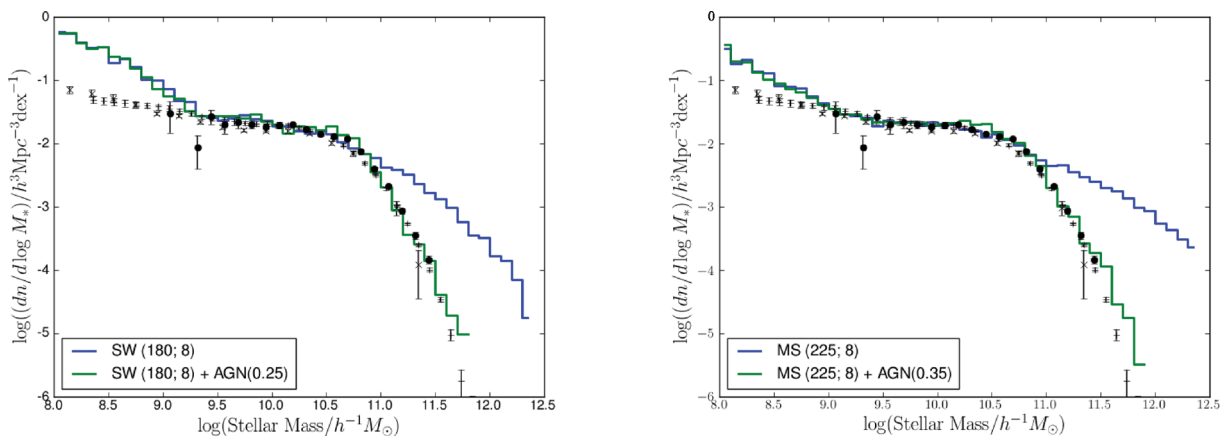 0
-1
-2
-3
-4
-5
-6
8.0 8.5 9.0 9.5 10.0 10.5 11.0 11.5 12.0 12.5
log((dn/d log M∗)/h³Mpc⁻³dex⁻¹)
log(Stellar Mass/h⁻¹M⊙)
SW (180; 8)
SW (180; 8) + AGN(0.25)
0
-1
-2
-3
-4
-5
-6
8.0 8.5 9.0 9.5 10.0 10.5 11.0 11.5 12.0 12.5
log((dn/d log M∗)/h³Mpc⁻³dex⁻¹)
log(Stellar Mass/h⁻¹M⊙)
MS (225; 8)
MS (225; 8) + AGN(0.35)